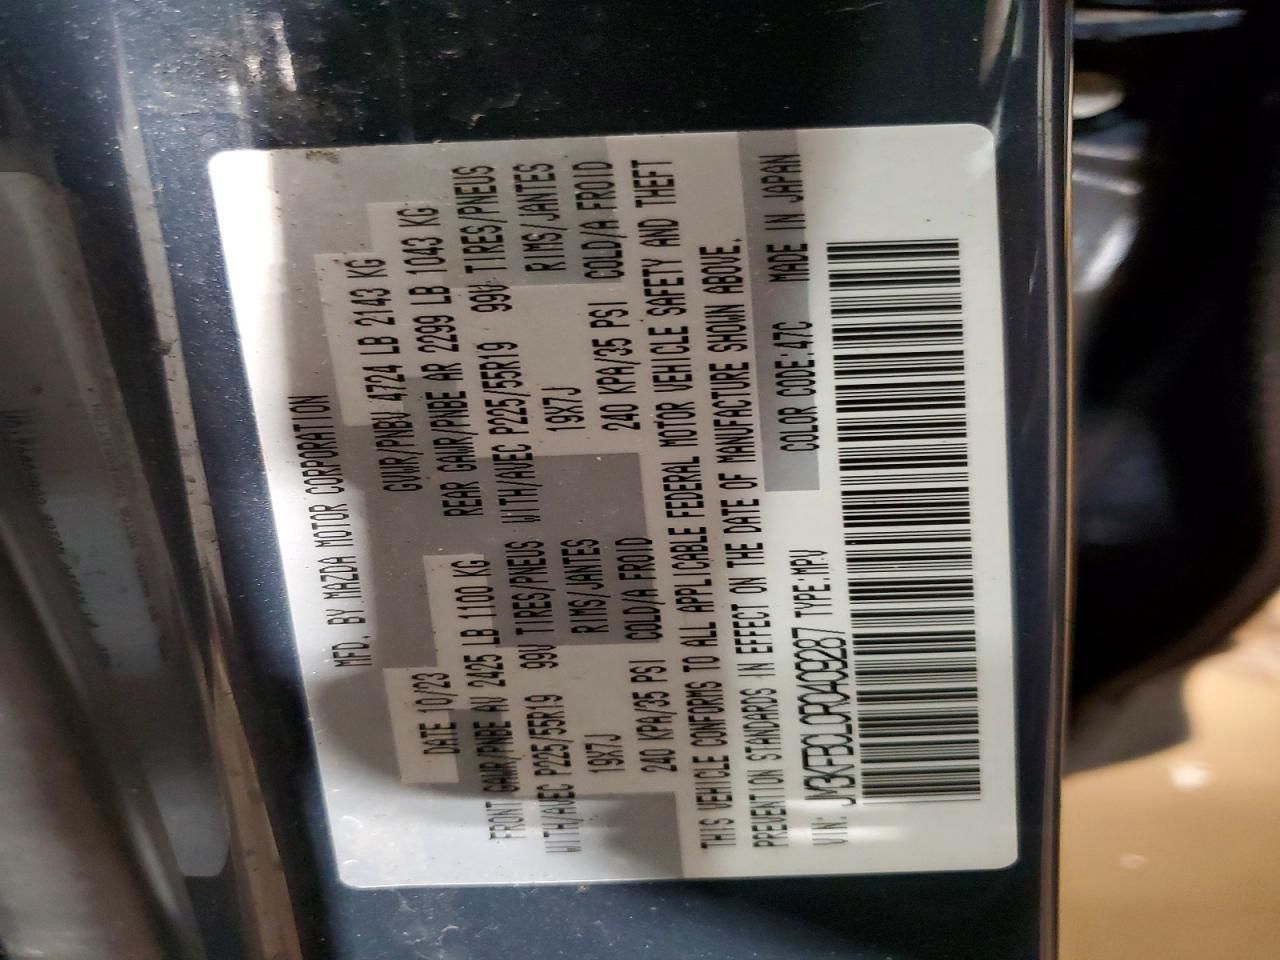 MFD. BY MAZDA MOTOR CORPORATION
DATE 10/23 GVWR/PNBV 4724 LB 2143 KG
FRONT GAWR/PNBE AV 2425 LB 1100 KG REAR GAWR/PNBE AR 2299 LB 1043 KG
WITH/AVEC P225/55R19 99V TIRES/PNEUS WITH/AVEC P225/55R19 99V TIRES/PNEUS
19X7J RIMS/JANTES 19X7J RIMS/JANTES
240 KPA/35 PSI COLD/A FROID 240 KPA/35 PSI COLD/A FROID
THIS VEHICLE CONFORMS TO ALL APPLICABLE FEDERAL MOTOR VEHICLE SAFETY AND THEFT
PREVENTION STANDARDS IN EFFECT ON THE DATE OF MANUFACTURE SHOWN ABOVE.
VIN: JM3KFBCL0R0409287 TYPE:MPV COLOR CODE:47C MADE IN JAPAN